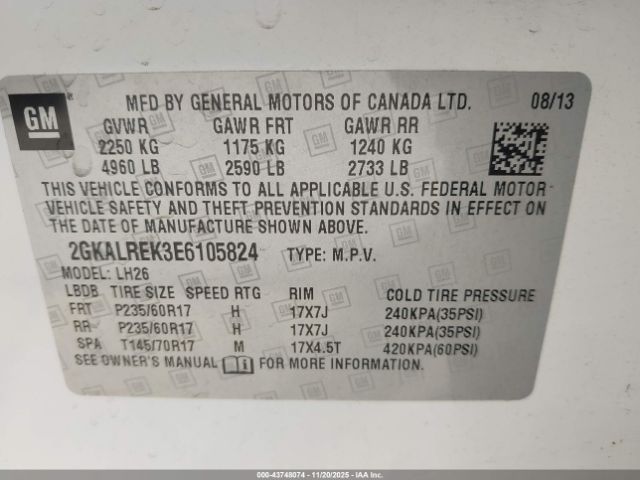 GM
MFD BY GENERAL MOTORS OF CANADA LTD. 08/13
GVWR GAWR FRT GAWR RR
2250 KG 1175 KG 1240 KG
4960 LB 2590 LB 2733 LB
THIS VEHICLE CONFORMS TO ALL APPLICABLE U.S. FEDERAL MOTOR
VEHICLE SAFETY AND THEFT PREVENTION STANDARDS IN EFFECT ON
THE DATE OF MANUFACTURE SHOWN ABOVE.
2GKALREK3E6105824 TYPE: M.P.V.
MODEL: LH26
LBDB TIRE SIZE SPEED RTG RIM COLD TIRE PRESSURE
FRT P235/60R17 H 17X7J 240KPA(35PSI)
RR P235/60R17 H 17X7J 240KPA(35PSI)
SPA T145/70R17 M 17X4.5T 420KPA(60PSI)
SEE OWNER'S MANUAL FOR MORE INFORMATION.
000-43748074 - 11/20/2025 - IAAI.com